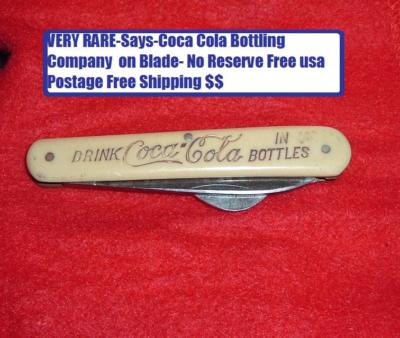 VERY RARE-Says-Coca Cola Bottling
Company on Blade- No Reserve Free usa
Postage Free Shipping $$
DRINK Coca-Cola IN BOTTLES